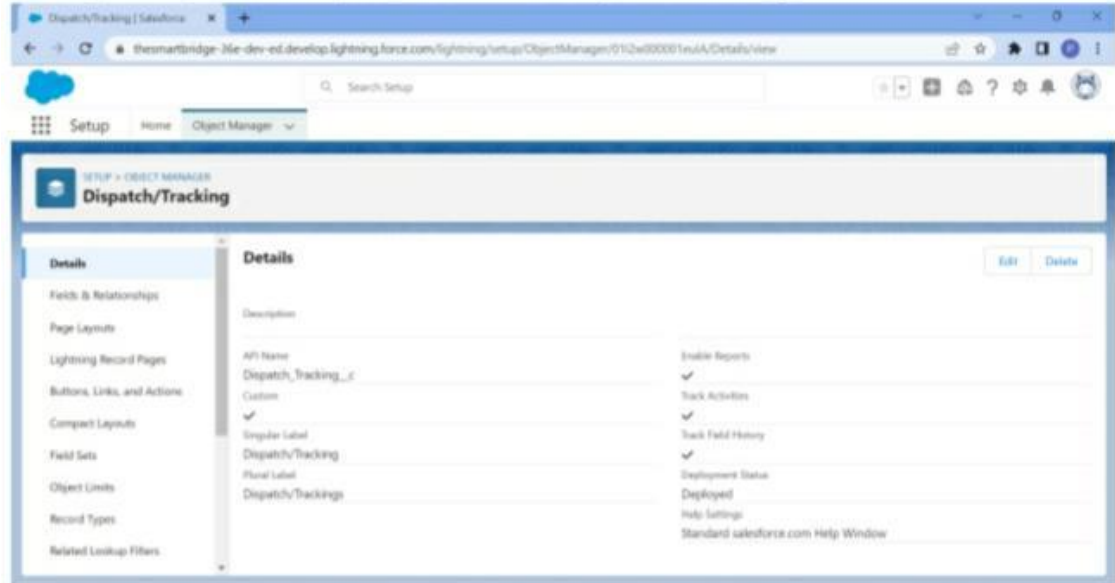 Dispatch/Tracking | Salesforce
thesmartbridge-36e-dev-ed.develop.lightning.force.com/lightning/setup/ObjectManager/
Search Setup
Setup
Home
Object Manager
SETUP > OBJECT MANAGER
Dispatch/Tracking
Details
Fields & Relationships
Page Layouts
Lightning Record Pages
Buttons, Links, and Actions
Compact Layouts
Field Sets
Object Limits
Record Types
Related Lookup Filters
Details
Edit
Delete
Description
API Name
Dispatch_Tracking__c
Custom
Singular Label
Dispatch/Tracking
Plural Label
Dispatch/Trackings
Enable Reports
Track Activities
Track Field History
Deployment Status
Deployed
Help Settings
Standard salesforce.com Help Window